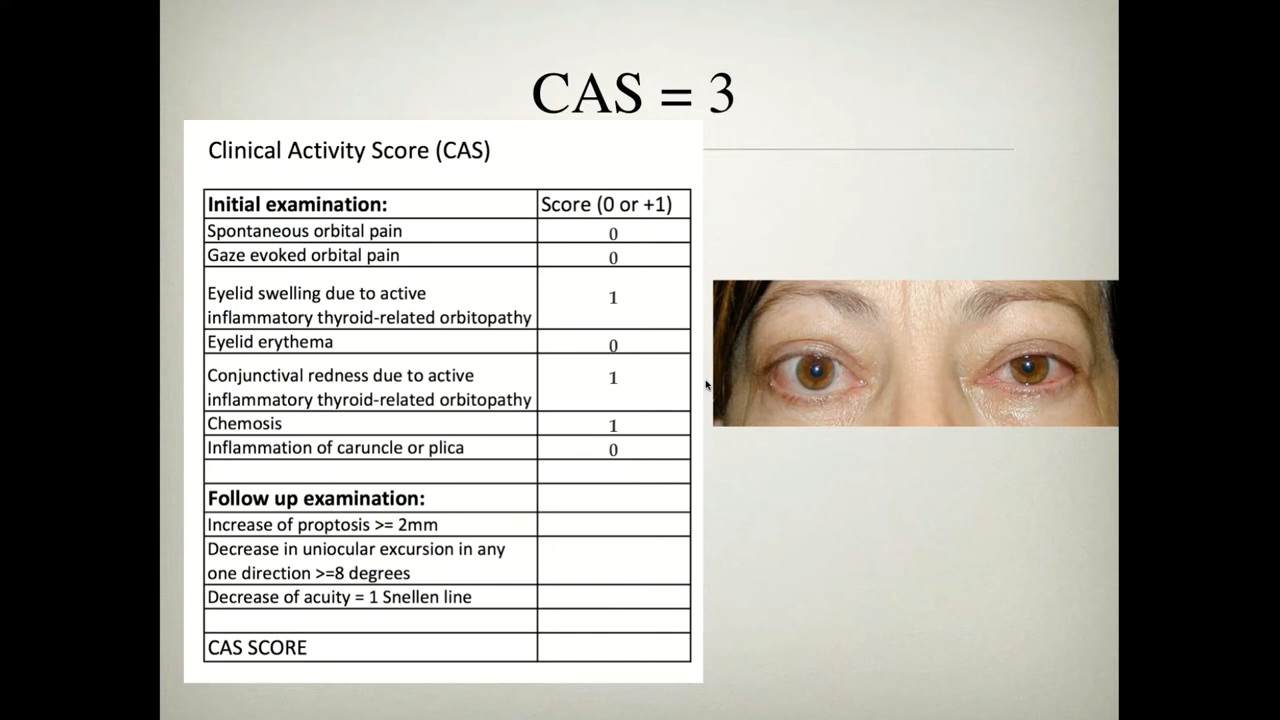 CAS = 3
Clinical Activity Score (CAS)
Initial examination: Score (0 or +1)
Spontaneous orbital pain 0
Gaze evoked orbital pain 0
Eyelid swelling due to active
inflammatory thyroid-related orbitopathy 1
Eyelid erythema 0
Conjunctival redness due to active
inflammatory thyroid-related orbitopathy 1
Chemosis 1
Inflammation of caruncle or plica 0
Follow up examination:
Increase of proptosis >= 2mm
Decrease in uniocular excursion in any
one direction >=8 degrees
Decrease of acuity = 1 Snellen line
CAS SCORE